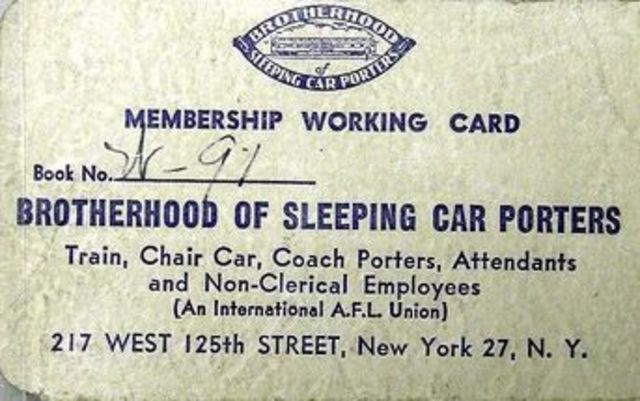 BROTHERHOOD
of
SLEEPING CAR PORTERS
MEMBERSHIP WORKING CARD
Book No.
BROTHERHOOD OF SLEEPING CAR PORTERS
Train, Chair Car, Coach Porters, Attendants
and Non-Clerical Employees
(An International A.F.L. Union)
217 WEST 125th STREET, New York 27, N. Y.